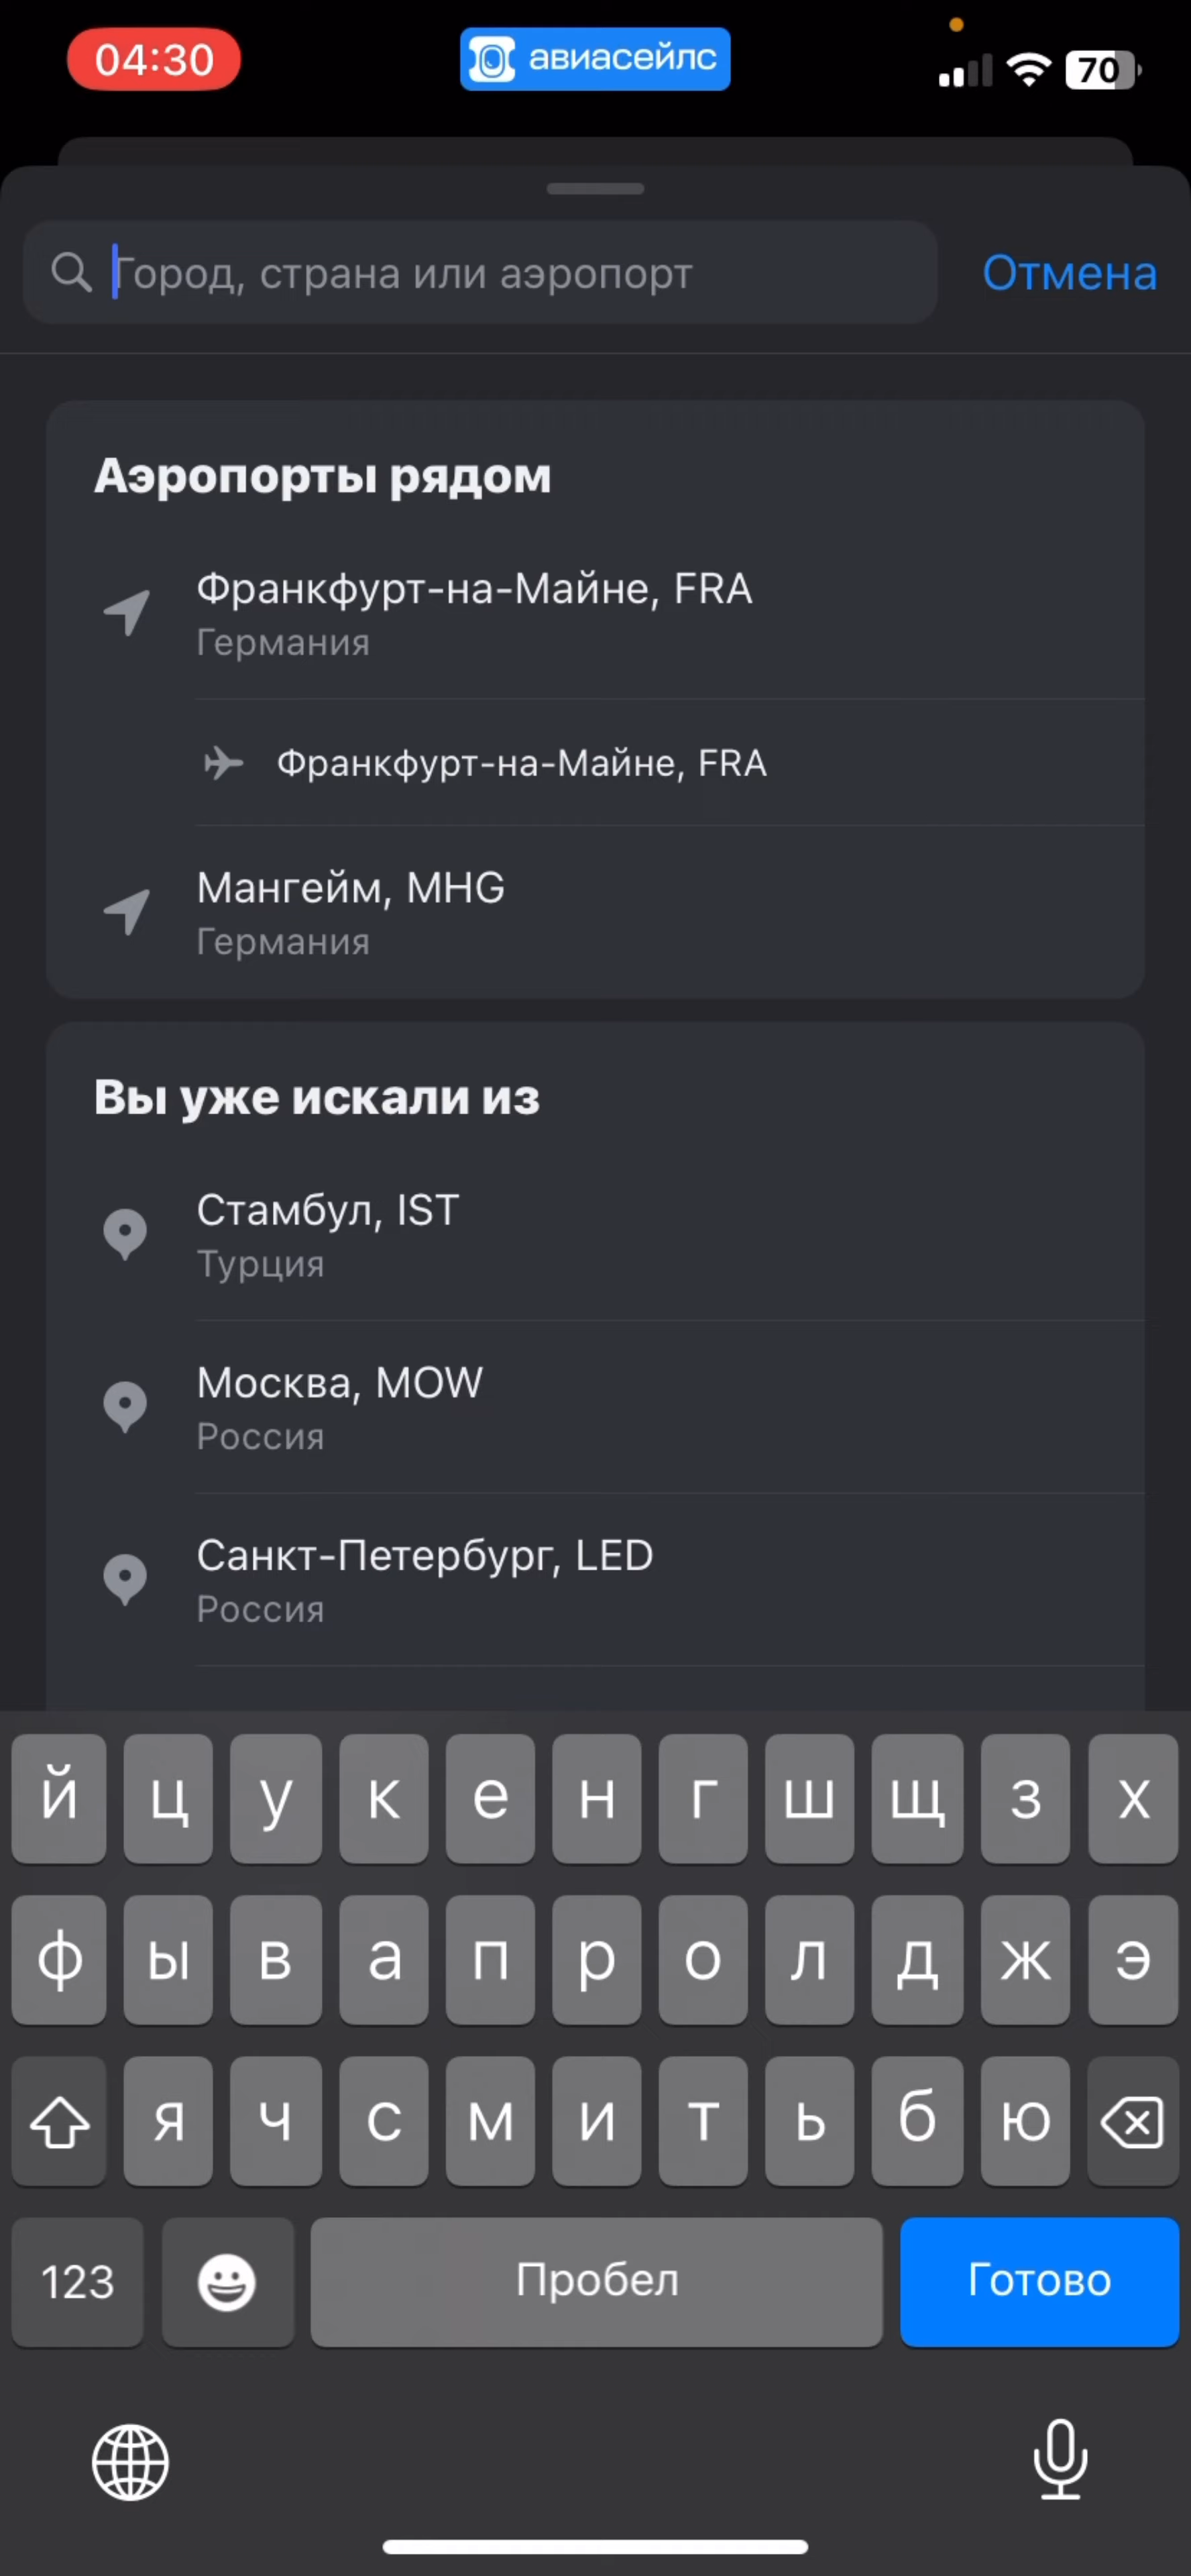 04:30
авиасейлс
70
Город, страна или аэропорт
Отмена
Аэропорты рядом
Франкфурт-на-Майне, FRA
Германия
Франкфурт-на-Майне, FRA
Мангейм, MHG
Германия
Вы уже искали из
Стамбул, IST
Турция
Москва, MOW
Россия
Санкт-Петербург, LED
Россия
й ц у к е н г ш щ з х
ф ы в а п р о л д ж э
я ч с м и т ь б ю
123
Пробел
Готово